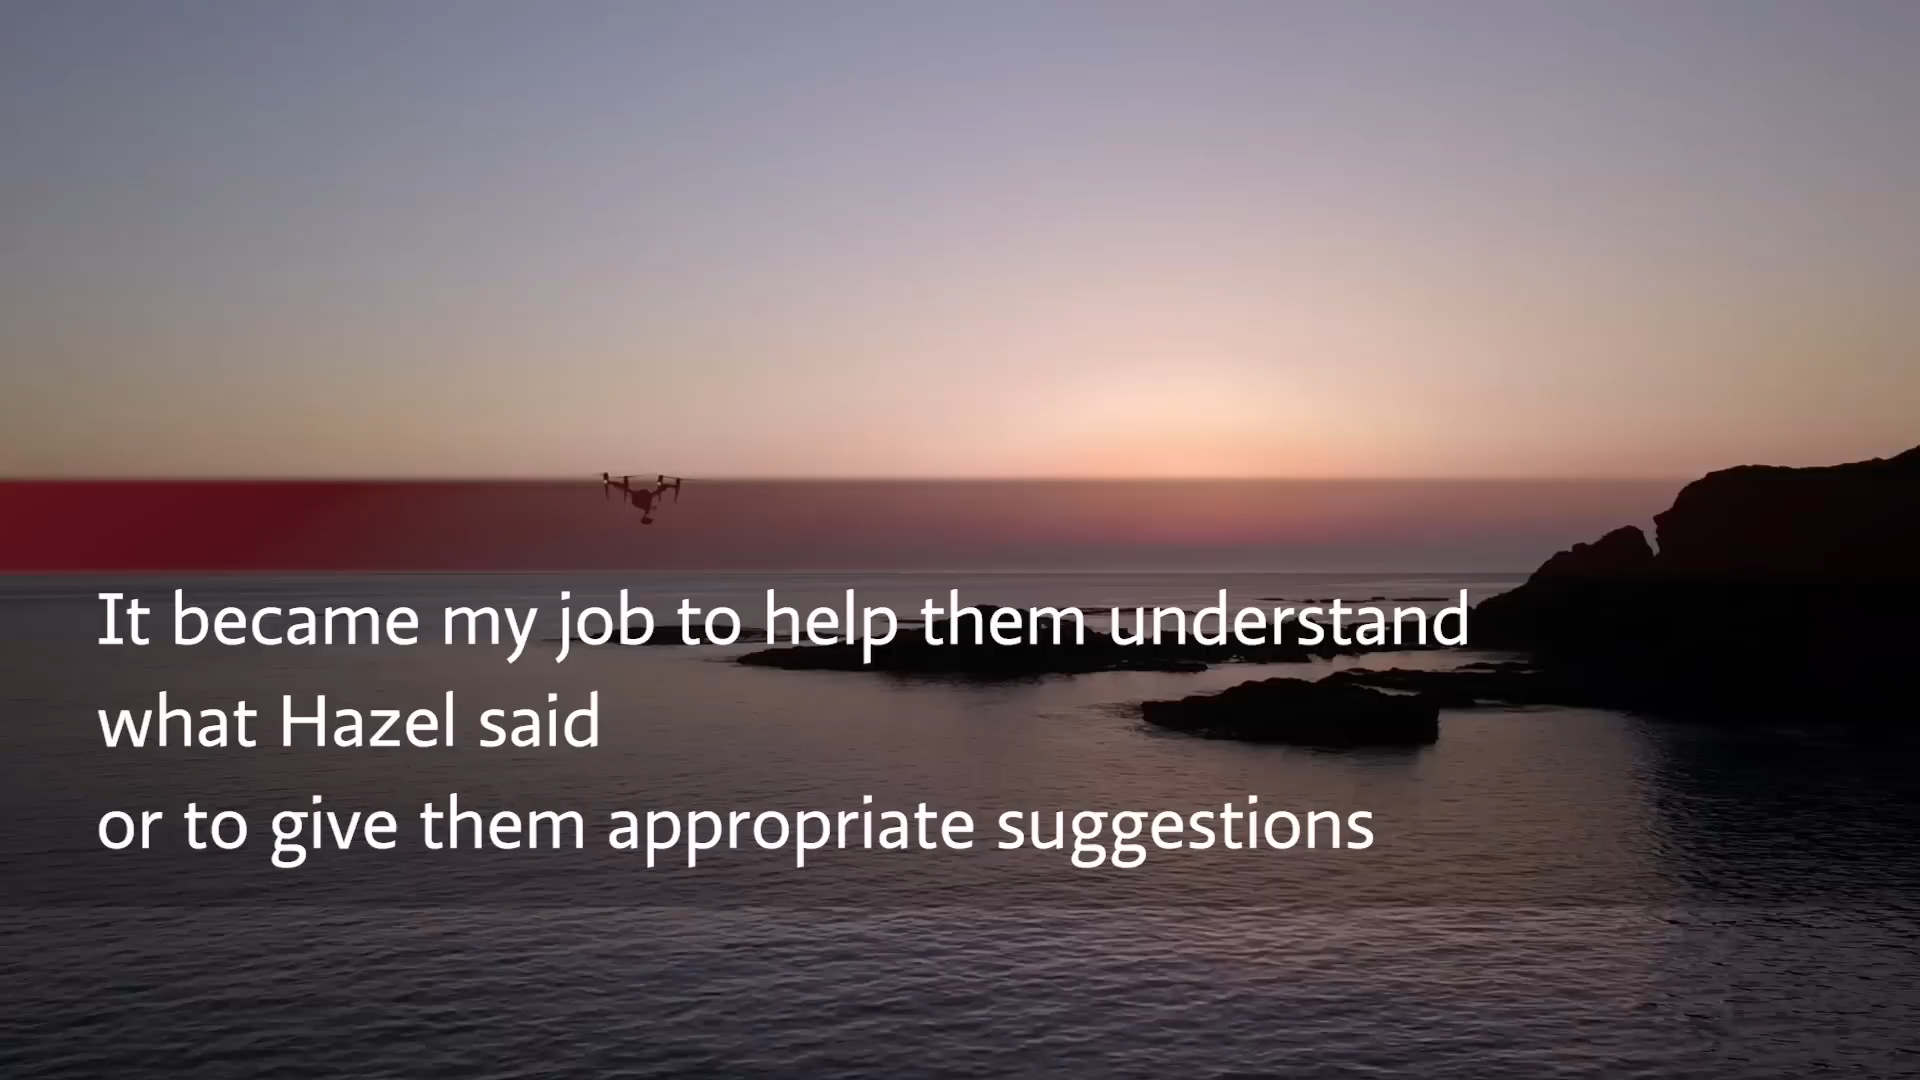 It became my job to help them understand
what Hazel said
or to give them appropriate suggestions